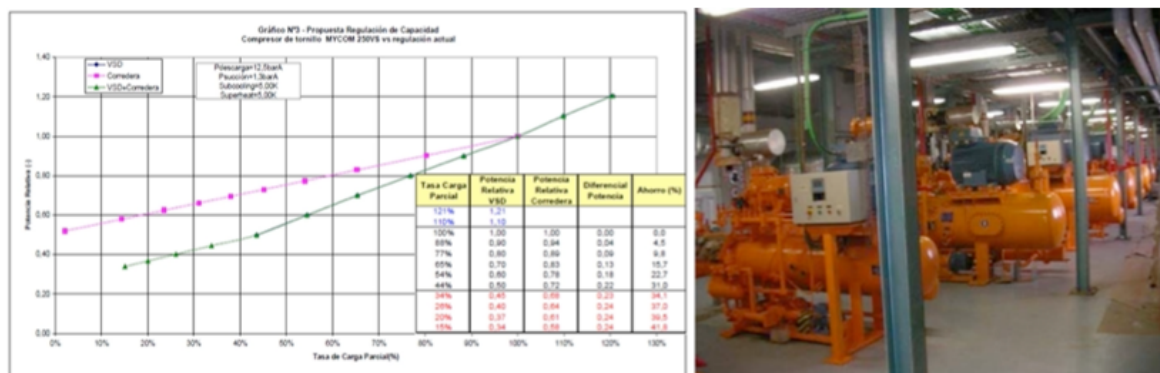 Gráfico Nº3 - Propuesta Regulación de Capacidad
Compresor de tornillo MYCOM 250VS vs regulación actual
VSD
Corredera
VSD+Corredera
Pdescarga=12,5barA
Psucción=1,3barA
Subcooling=5,00K
Superheat=5,00K
Potencia Relativa (-)
1,40
1,20
1,00
0,80
0,60
0,40
0,20
0,00
0% 10% 20% 30% 40% 50% 60% 70% 80% 90% 100% 110% 120% 130%
Tasa de Carga Parcial(%)
Tasa Carga Parcial Potencia Relativa VSD Potencia Relativa Corredera Diferencial Potencia Ahorro (%)
121% 1,21
110% 1,10
100% 1,00 1,00 0,00 0,0
88% 0,90 0,94 0,04 4,5
77% 0,80 0,89 0,09 9,8
65% 0,70 0,83 0,13 15,7
54% 0,60 0,78 0,18 22,7
44% 0,50 0,72 0,22 31,0
34% 0,45 0,68 0,23 34,1
26% 0,40 0,64 0,24 37,0
20% 0,37 0,61 0,24 39,5
15% 0,34 0,58 0,24 41,8